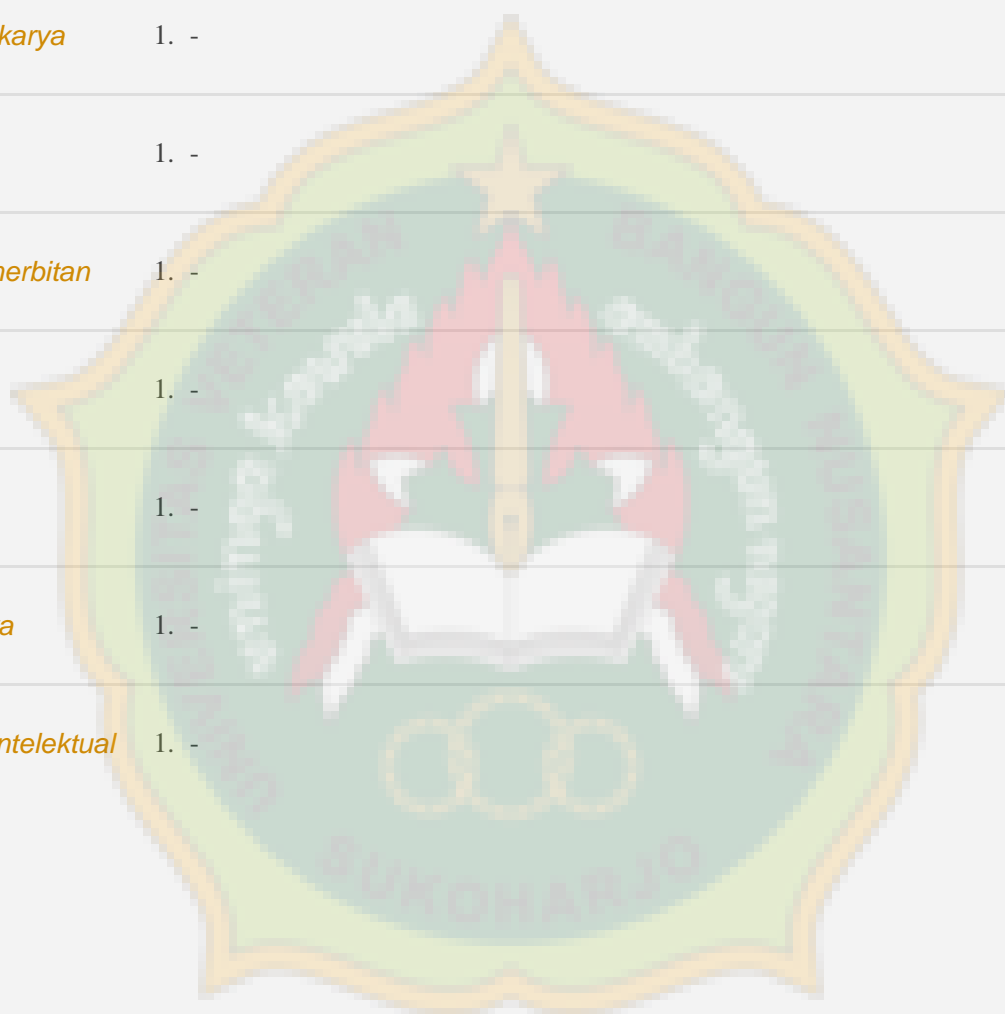 karya 1. -
1. -
nerbitan 1. -
1. -
1. -
a 1. -
ntelektual 1. -
UNIVERSITAS VETERAN BANGUN NUSANTARA
SUKOHARJO